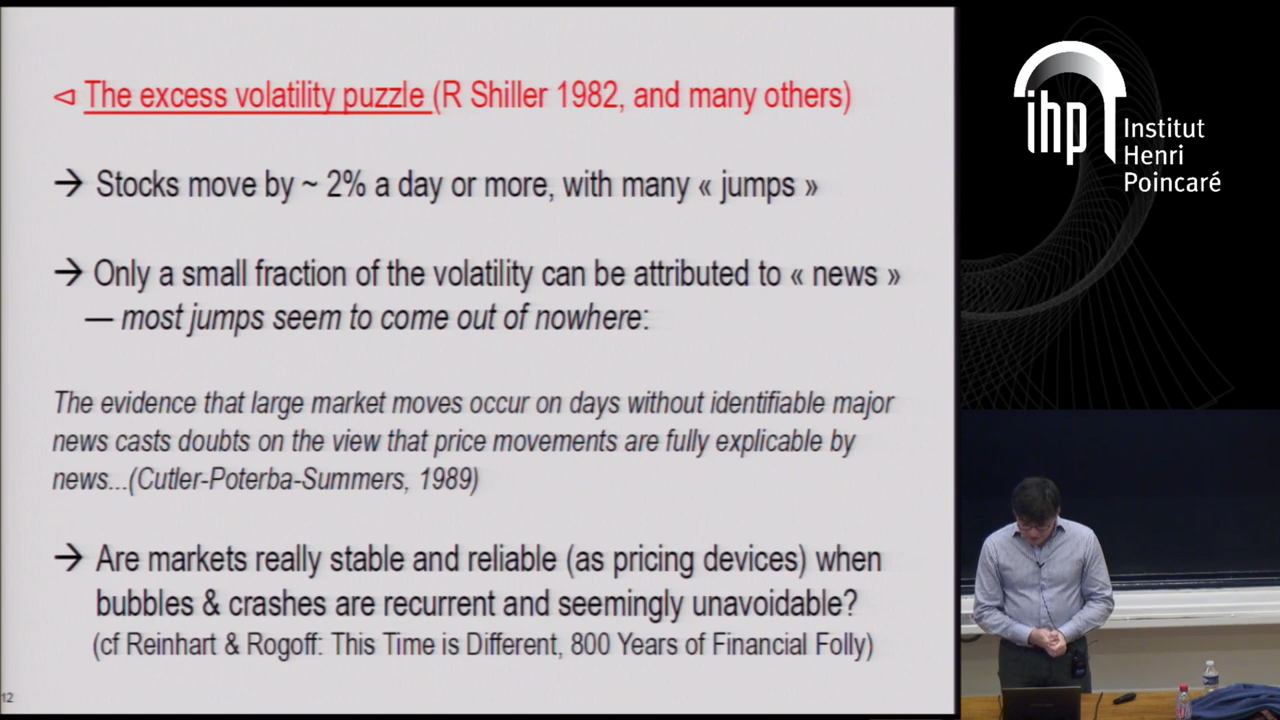 ⊲ The excess volatility puzzle (R Shiller 1982, and many others)
→ Stocks move by ~ 2% a day or more, with many « jumps »
→ Only a small fraction of the volatility can be attributed to « news »
— most jumps seem to come out of nowhere:
The evidence that large market moves occur on days without identifiable major
news casts doubts on the view that price movements are fully explicable by
news...(Cutler-Poterba-Summers, 1989)
→ Are markets really stable and reliable (as pricing devices) when
bubbles & crashes are recurrent and seemingly unavoidable?
(cf Reinhart & Rogoff: This Time is Different, 800 Years of Financial Folly)
12
ihp
Institut
Henri
Poincaré